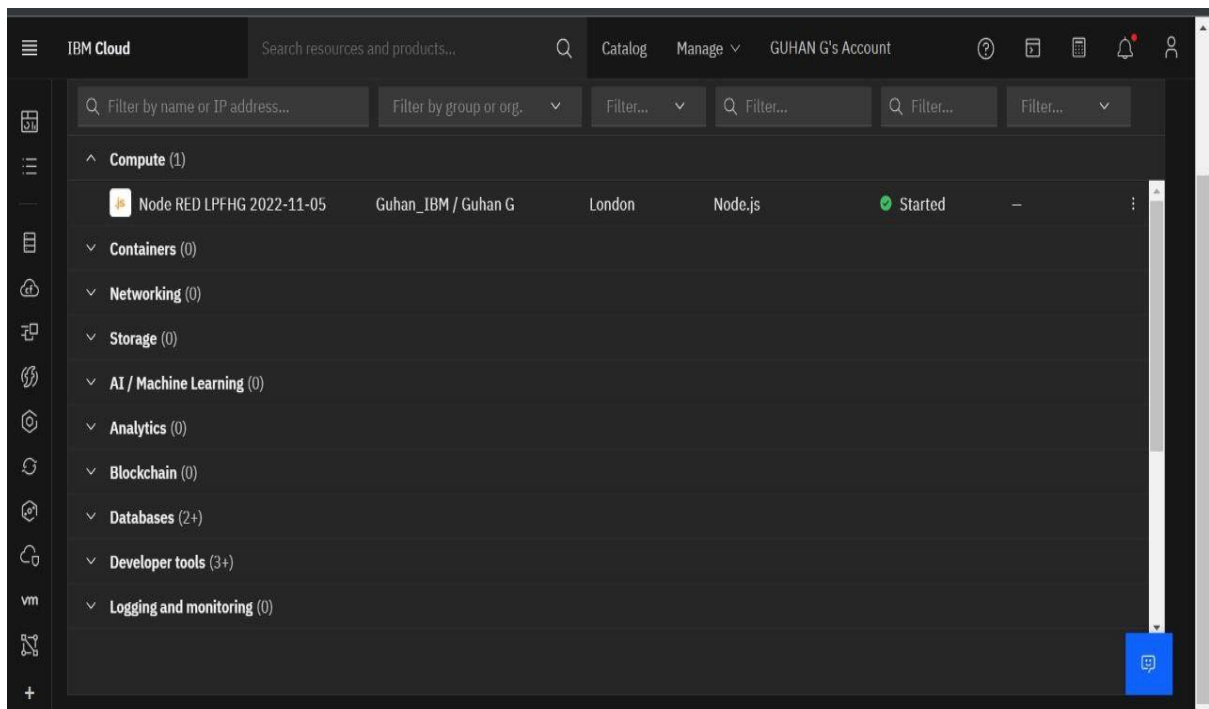 IBM Cloud Search resources and products... Catalog Manage GUHAN G's Account
Filter by name or IP address... Filter by group or org. Filter... Filter... Filter... Filter...
Compute (1)
js Node RED LPFHG 2022-11-05 Guhan_IBM / Guhan G London Node.js Started –
Containers (0)
Networking (0)
Storage (0)
AI / Machine Learning (0)
Analytics (0)
Blockchain (0)
Databases (2+)
Developer tools (3+)
Logging and monitoring (0)
cf
vm